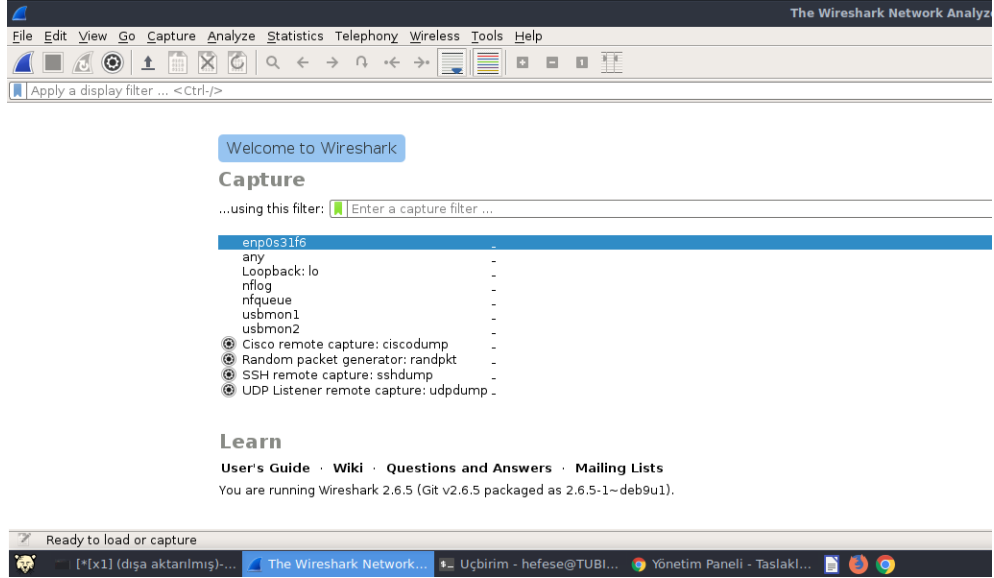 The Wireshark Network Analyze
File Edit View Go Capture Analyze Statistics Telephony Wireless Tools Help
Apply a display filter ... <Ctrl-/>
Welcome to Wireshark
Capture
...using this filter: Enter a capture filter ...
enp0s31f6
any
Loopback: lo
nflog
nfqueue
usbmon1
usbmon2
Cisco remote capture: ciscodump
Random packet generator: randpkt
SSH remote capture: sshdump
UDP Listener remote capture: udpdump
Learn
User's Guide · Wiki · Questions and Answers · Mailing Lists
You are running Wireshark 2.6.5 (Git v2.6.5 packaged as 2.6.5-1~deb9u1).
Ready to load or capture
[*[x1] (dışa aktarılmış)-... The Wireshark Network... Uçbirim - hefese@TUBI... Yönetim Paneli - Taslakl...